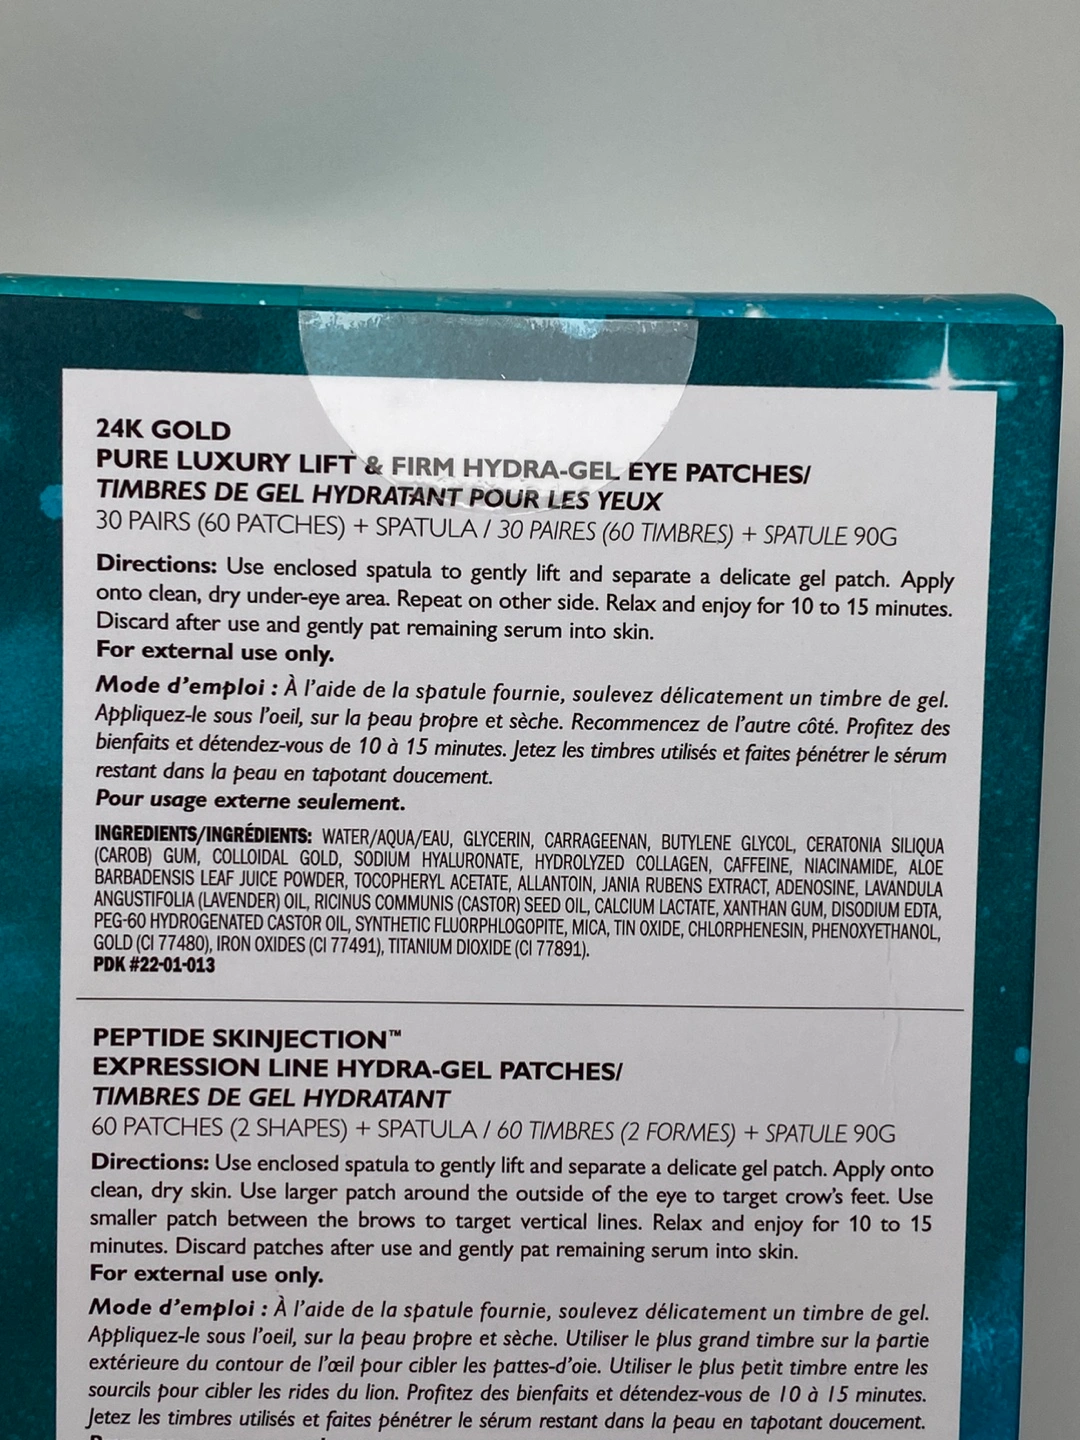 24K GOLD
PURE LUXURY LIFT & FIRM HYDRA-GEL EYE PATCHES/
TIMBRES DE GEL HYDRATANT POUR LES YEUX
30 PAIRS (60 PATCHES) + SPATULA / 30 PAIRES (60 TIMBRES) + SPATULE 90G
Directions: Use enclosed spatula to gently lift and separate a delicate gel patch. Apply
onto clean, dry under-eye area. Repeat on other side. Relax and enjoy for 10 to 15 minutes.
Discard after use and gently pat remaining serum into skin.
For external use only.
Mode d'emploi : À l'aide de la spatule fournie, soulevez délicatement un timbre de gel.
Appliquez-le sous l'oeil, sur la peau propre et sèche. Recommencez de l'autre côté. Profitez des
bienfaits et détendez-vous de 10 à 15 minutes. Jetez les timbres utilisés et faites pénétrer le sérum
restant dans la peau en tapotant doucement.
Pour usage externe seulement.
INGREDIENTS/INGRÉDIENTS: WATER/AQUA/EAU, GLYCERIN, CARRAGEENAN, BUTYLENE GLYCOL, CERATONIA SILIQUA
(CAROB) GUM, COLLOIDAL GOLD, SODIUM HYALURONATE, HYDROLYZED COLLAGEN, CAFFEINE, NIACINAMIDE, ALOE
BARBADENSIS LEAF JUICE POWDER, TOCOPHERYL ACETATE, ALLANTOIN, JANIA RUBENS EXTRACT, ADENOSINE, LAVANDULA
ANGUSTIFOLIA (LAVENDER) OIL, RICINUS COMMUNIS (CASTOR) SEED OIL, CALCIUM LACTATE, XANTHAN GUM, DISODIUM EDTA,
PEG-60 HYDROGENATED CASTOR OIL, SYNTHETIC FLUORPHLOGOPITE, MICA, TIN OXIDE, CHLORPHENESIN, PHENOXYETHANOL,
GOLD (CI 77480), IRON OXIDES (CI 77491), TITANIUM DIOXIDE (CI 77891).
PDK #22-01-013
PEPTIDE SKINJECTION™
EXPRESSION LINE HYDRA-GEL PATCHES/
TIMBRES DE GEL HYDRATANT
60 PATCHES (2 SHAPES) + SPATULA / 60 TIMBRES (2 FORMES) + SPATULE 90G
Directions: Use enclosed spatula to gently lift and separate a delicate gel patch. Apply onto
clean, dry skin. Use larger patch around the outside of the eye to target crow's feet. Use
smaller patch between the brows to target vertical lines. Relax and enjoy for 10 to 15
minutes. Discard patches after use and gently pat remaining serum into skin.
For external use only.
Mode d'emploi : À l'aide de la spatule fournie, soulevez délicatement un timbre de gel.
Appliquez-le sous l'oeil, sur la peau propre et sèche. Utiliser le plus grand timbre sur la partie
extérieure du contour de l'œil pour cibler les pattes-d'oie. Utiliser le plus petit timbre entre les
sourcils pour cibler les rides du lion. Profitez des bienfaits et détendez-vous de 10 à 15 minutes.
Jetez les timbres utilisés et faites pénétrer le sérum restant dans la peau en tapotant doucement.